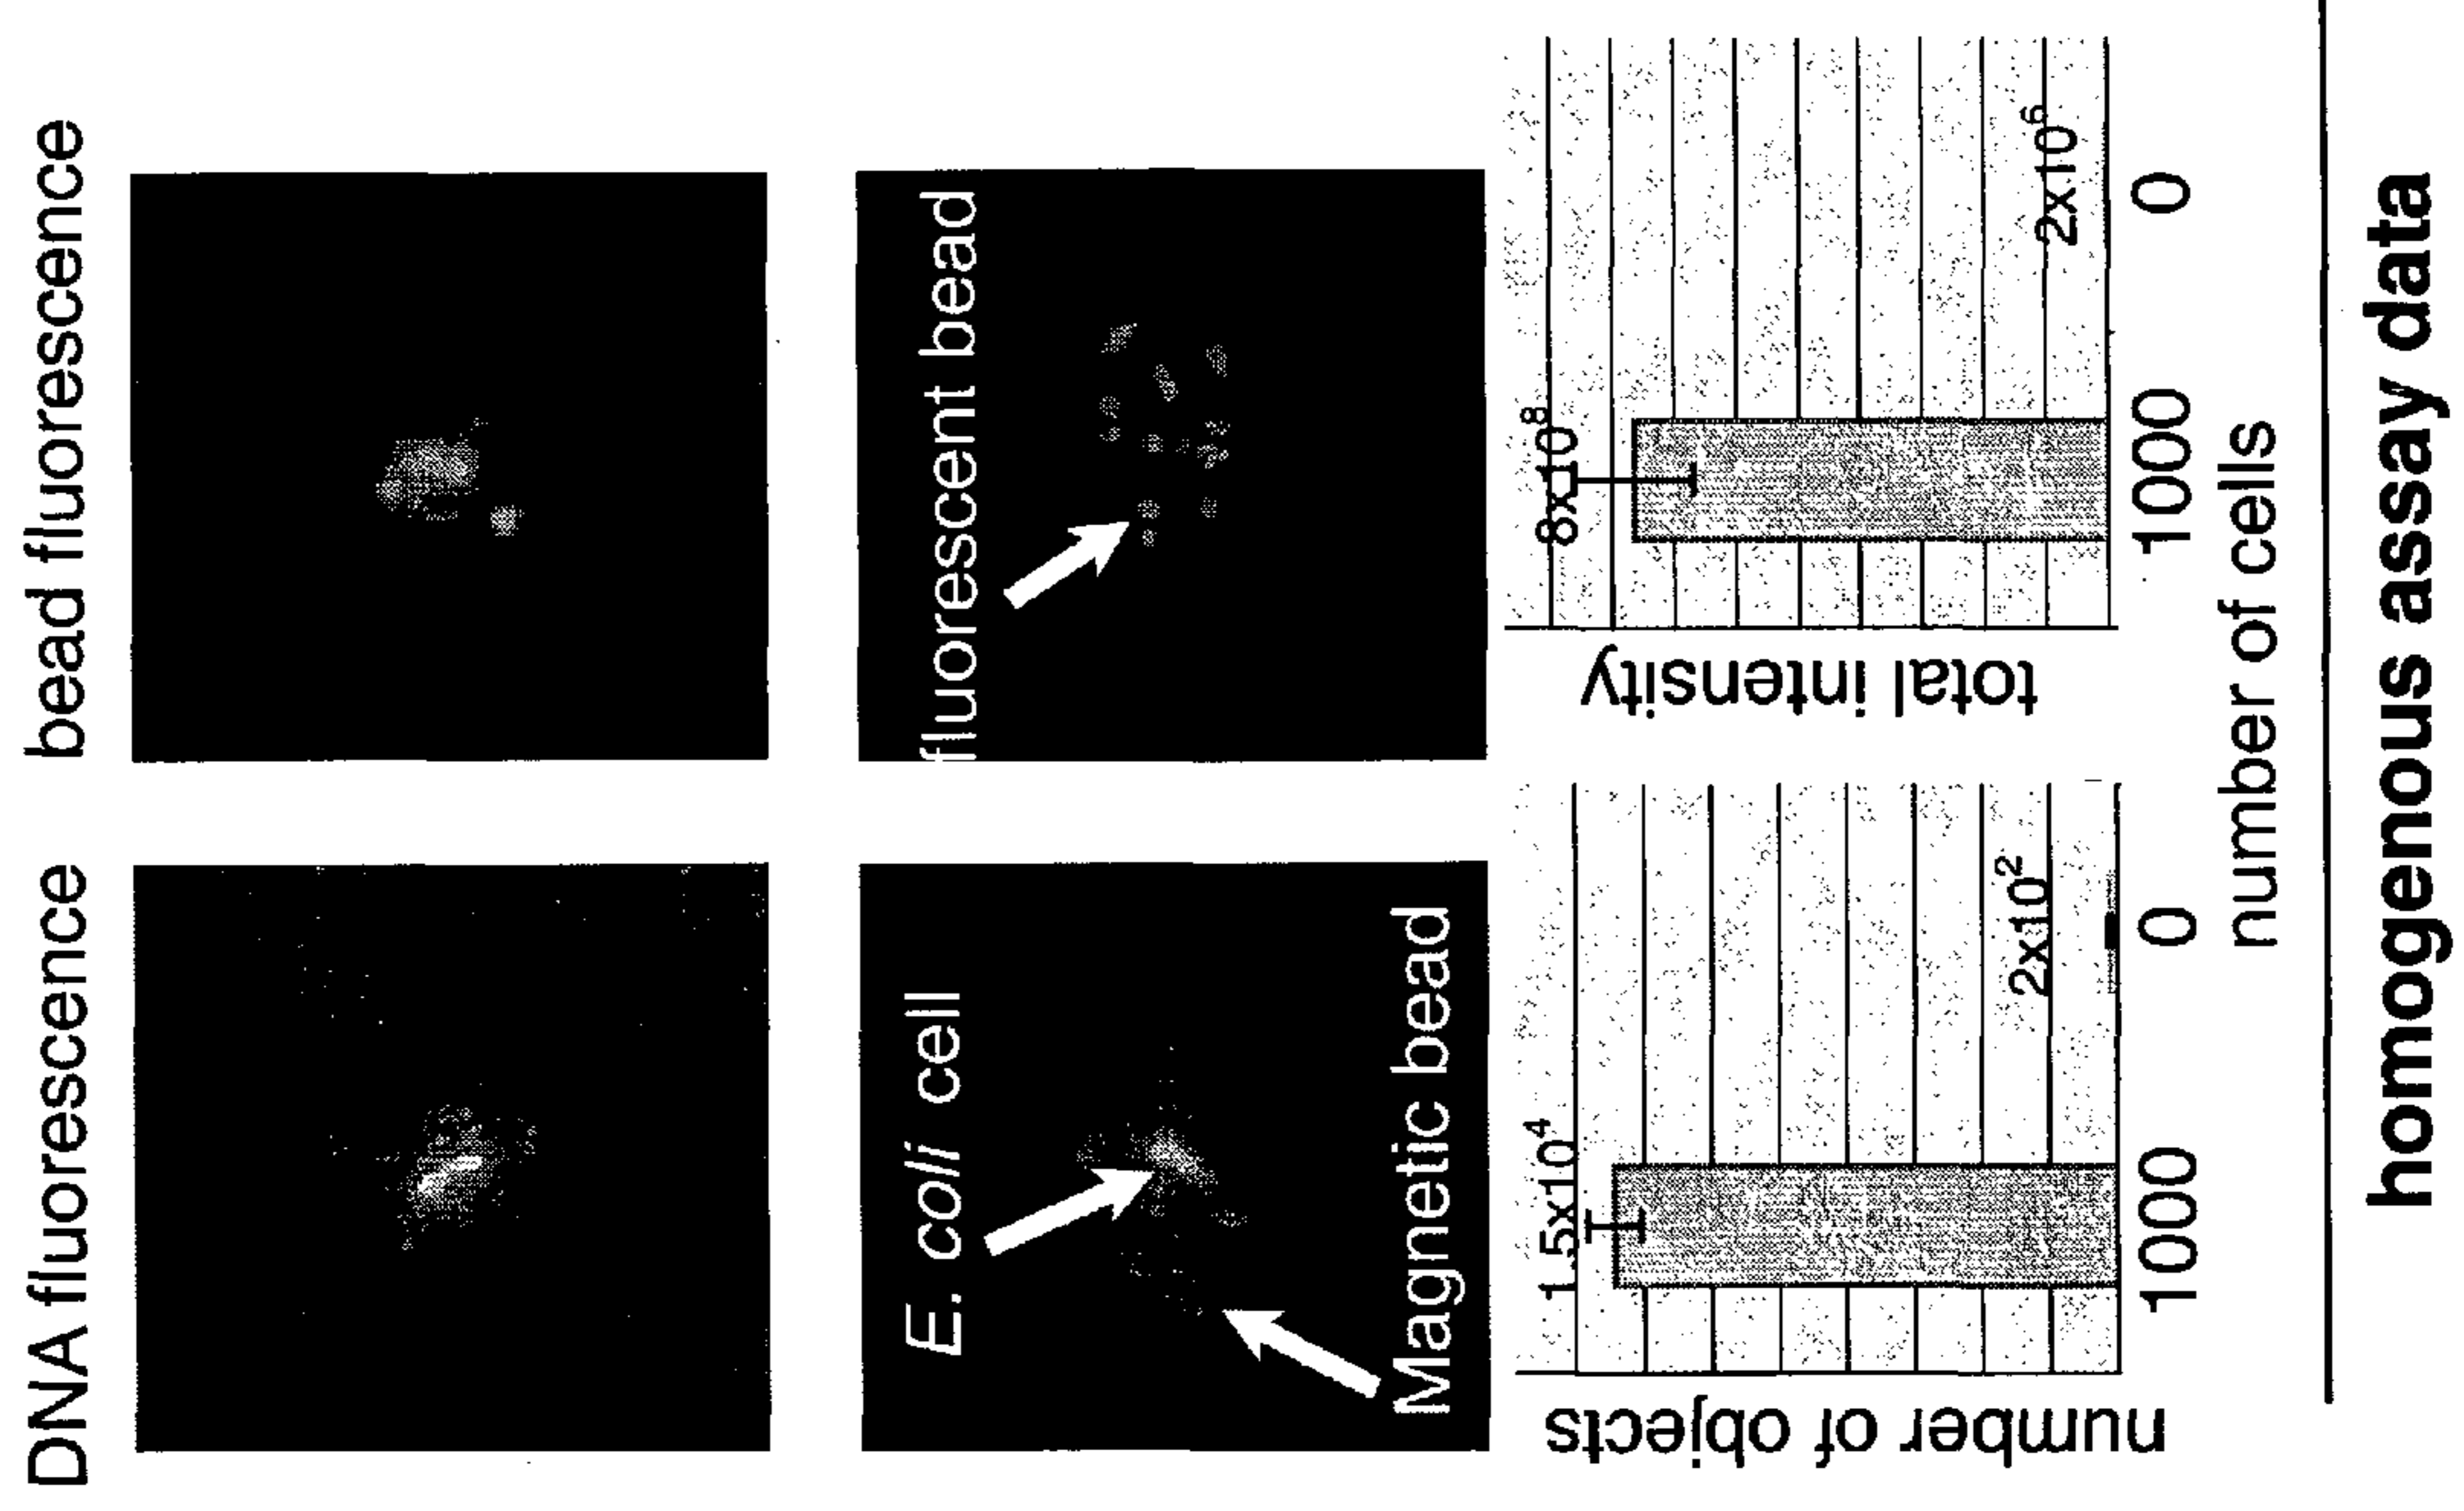 DNA fluorescence
bead fluorescence
E. coli cell
Magnetic bead
fluorescent bead
number of objects
1.5x10⁴
2x10²
1000
0
total intensity
8x10⁸
2x10⁶
1000
0
number of cells
homogenous assay data